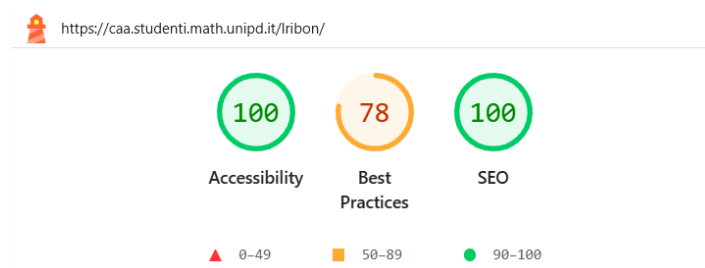 https://caa.studenti.math.unipd.it/lribon/
100 78 100
Accessibility Best Practices SEO
0–49 50–89 90–100